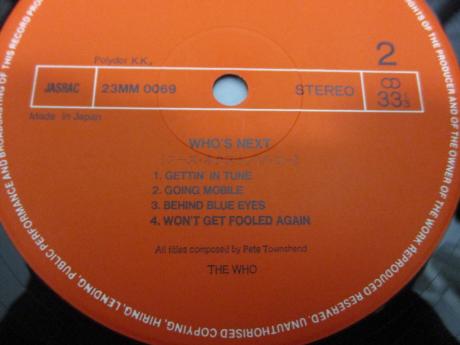 Polydor K.K.
2
JASRAC 23MM 0069 STEREO 33 1/3
Made in Japan
WHO'S NEXT
1. GETTIN' IN TUNE
2. GOING MOBILE
3. BEHIND BLUE EYES
4. WON'T GET FOOLED AGAIN
All titles composed by Pete Townshend
THE WHO
RIGHTS OF THE PRODUCER AND OF THE OWNER OF THE WORK REPRODUCED RESERVED. UNAUTHORISED COPYING, HIRING, LENDING, PUBLIC PERFORMANCE AND BROADCASTING OF THIS RECORD PROH